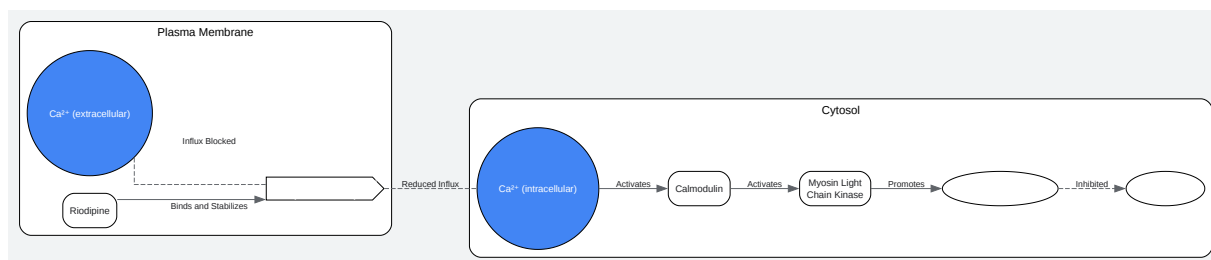 Plasma Membrane
Ca²⁺ (extracellular)
Influx Blocked
Riodipine
Binds and Stabilizes
Reduced Influx
Cytosol
Ca²⁺ (intracellular)
Activates
Calmodulin
Activates
Myosin Light
Chain Kinase
Promotes
Inhibited